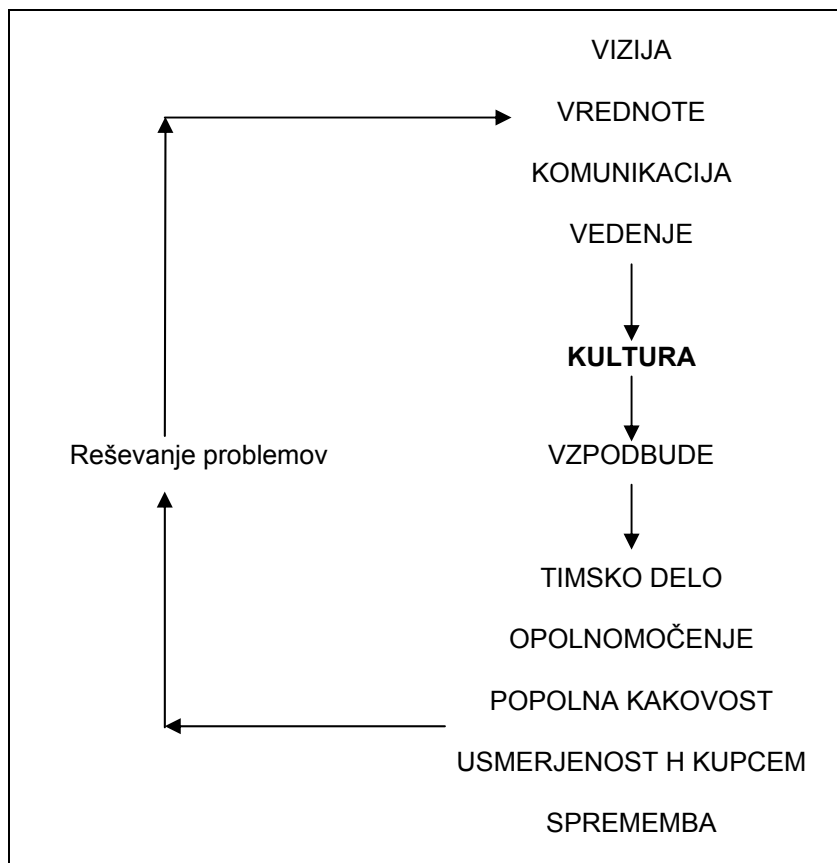 VIZIJA
VREDNOTE
KOMUNIKACIJA
VEDENJE
KULTURA
Reševanje problemov
VZPODBUDE
TIMSKO DELO
OPOLNOMOČENJE
POPOLNA KAKOVOST
USMERJENOST H KUPCEM
SPREMEMBA